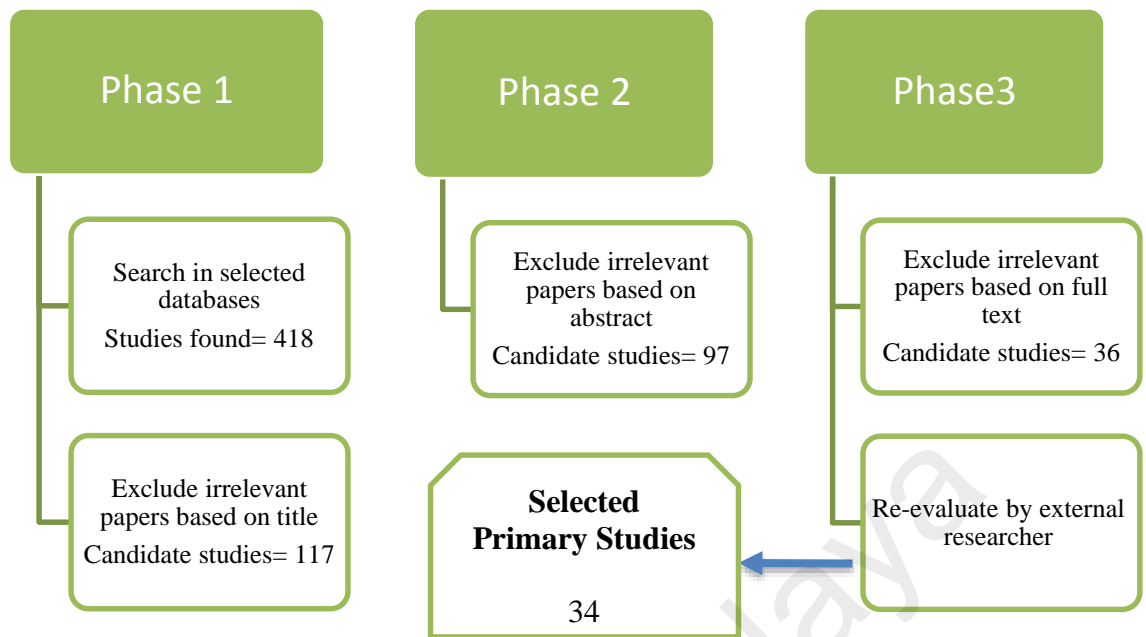 Phase 1
Search in selected
databases
Studies found= 418
Exclude irrelevant
papers based on title
Candidate studies= 117
Phase 2
Exclude irrelevant
papers based on
abstract
Candidate studies= 97
Selected
Primary Studies
34
Phase3
Exclude irrelevant
papers based on full
text
Candidate studies= 36
Re-evaluate by external
researcher